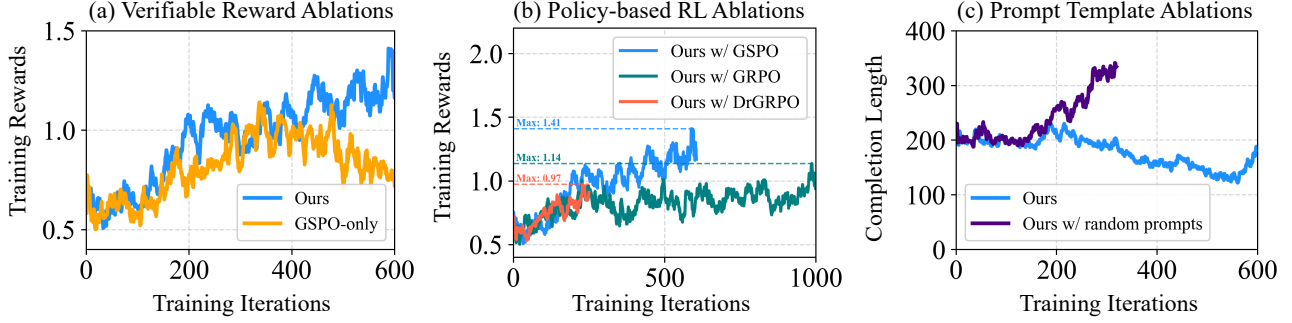 (a) Verifiable Reward Ablations
Training Rewards
1.5
1.0
0.5
0
200
400
600
Training Iterations
Ours
GSPO-only
(b) Policy-based RL Ablations
Training Rewards
2.0
1.5
1.0
0.5
0
500
1000
Training Iterations
Ours w/ GSPO
Ours w/ GRPO
Ours w/ DrGRPO
Max: 1.41
Max: 1.14
Max: 0.97
(c) Prompt Template Ablations
Completion Length
400
300
200
100
0
0
200
400
600
Training Iterations
Ours
Ours w/ random prompts